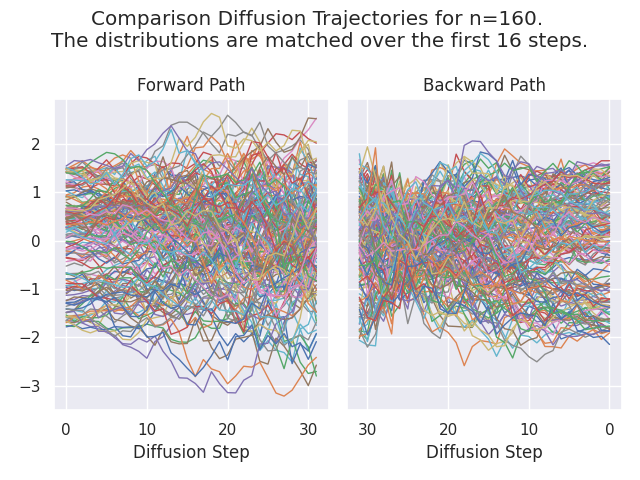 Comparison Diffusion Trajectories for n=160.
The distributions are matched over the first 16 steps.
Forward Path
Backward Path
2
1
0
−1
−2
−3
0 10 20 30
30 20 10 0
Diffusion Step
Diffusion Step